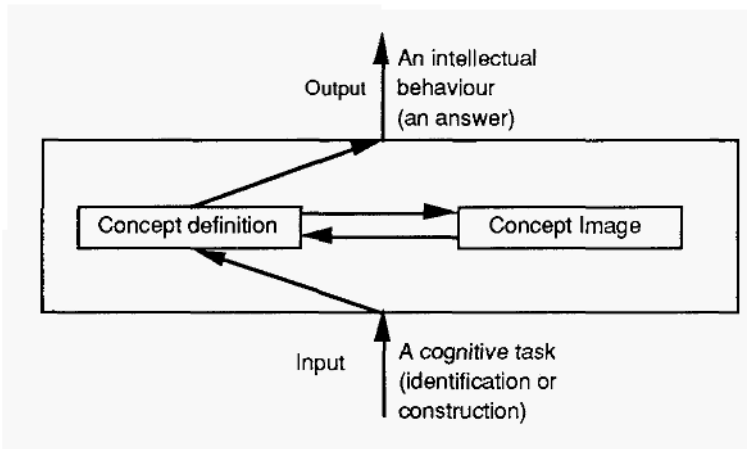 Output
An intellectual
behaviour
(an answer)
Concept definition
Concept Image
Input
A cognitive task
(identification or
construction)